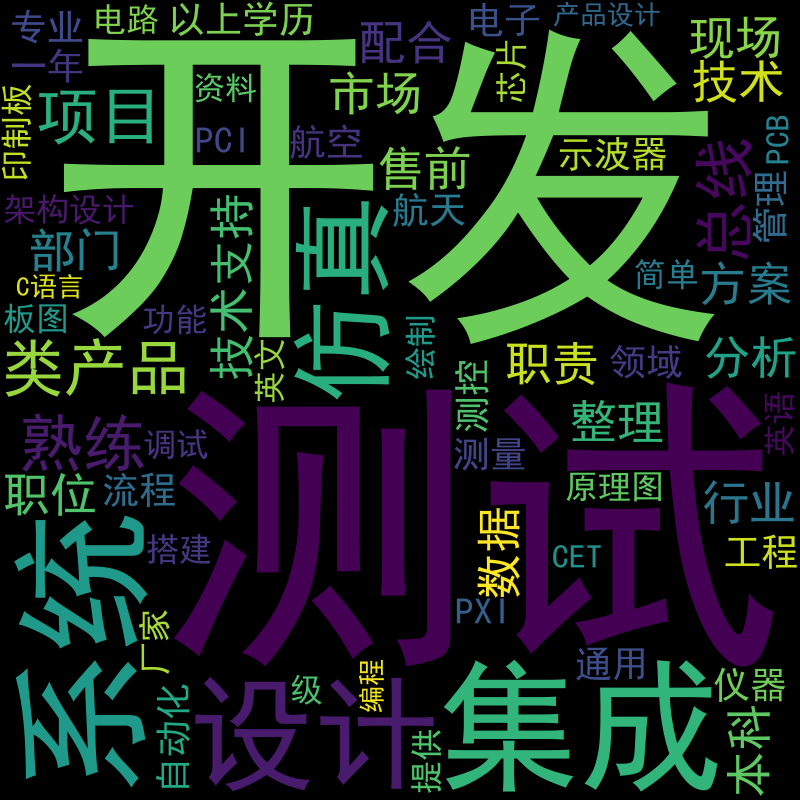 专业
电路
以上学历
配合
电子
产品设计
现场
一年
资料
市场
芯片
技术
印制板
项目
开发
PCI
航空
售前
示波器
总线
PCB
管理
架构设计
部门
技术支持
仿真
航天
简单
方案
C语言
板图
功能
英文
绘制
类产品
测控
职责
领域
分析
熟练
调试
测试
测量
整理
英语
职位
流程
原理图
行业
系统
搭建
数据
CET
工程
PXI
厂家
编程
通用
级
设计
集成
仪器
自动化
提供
本科